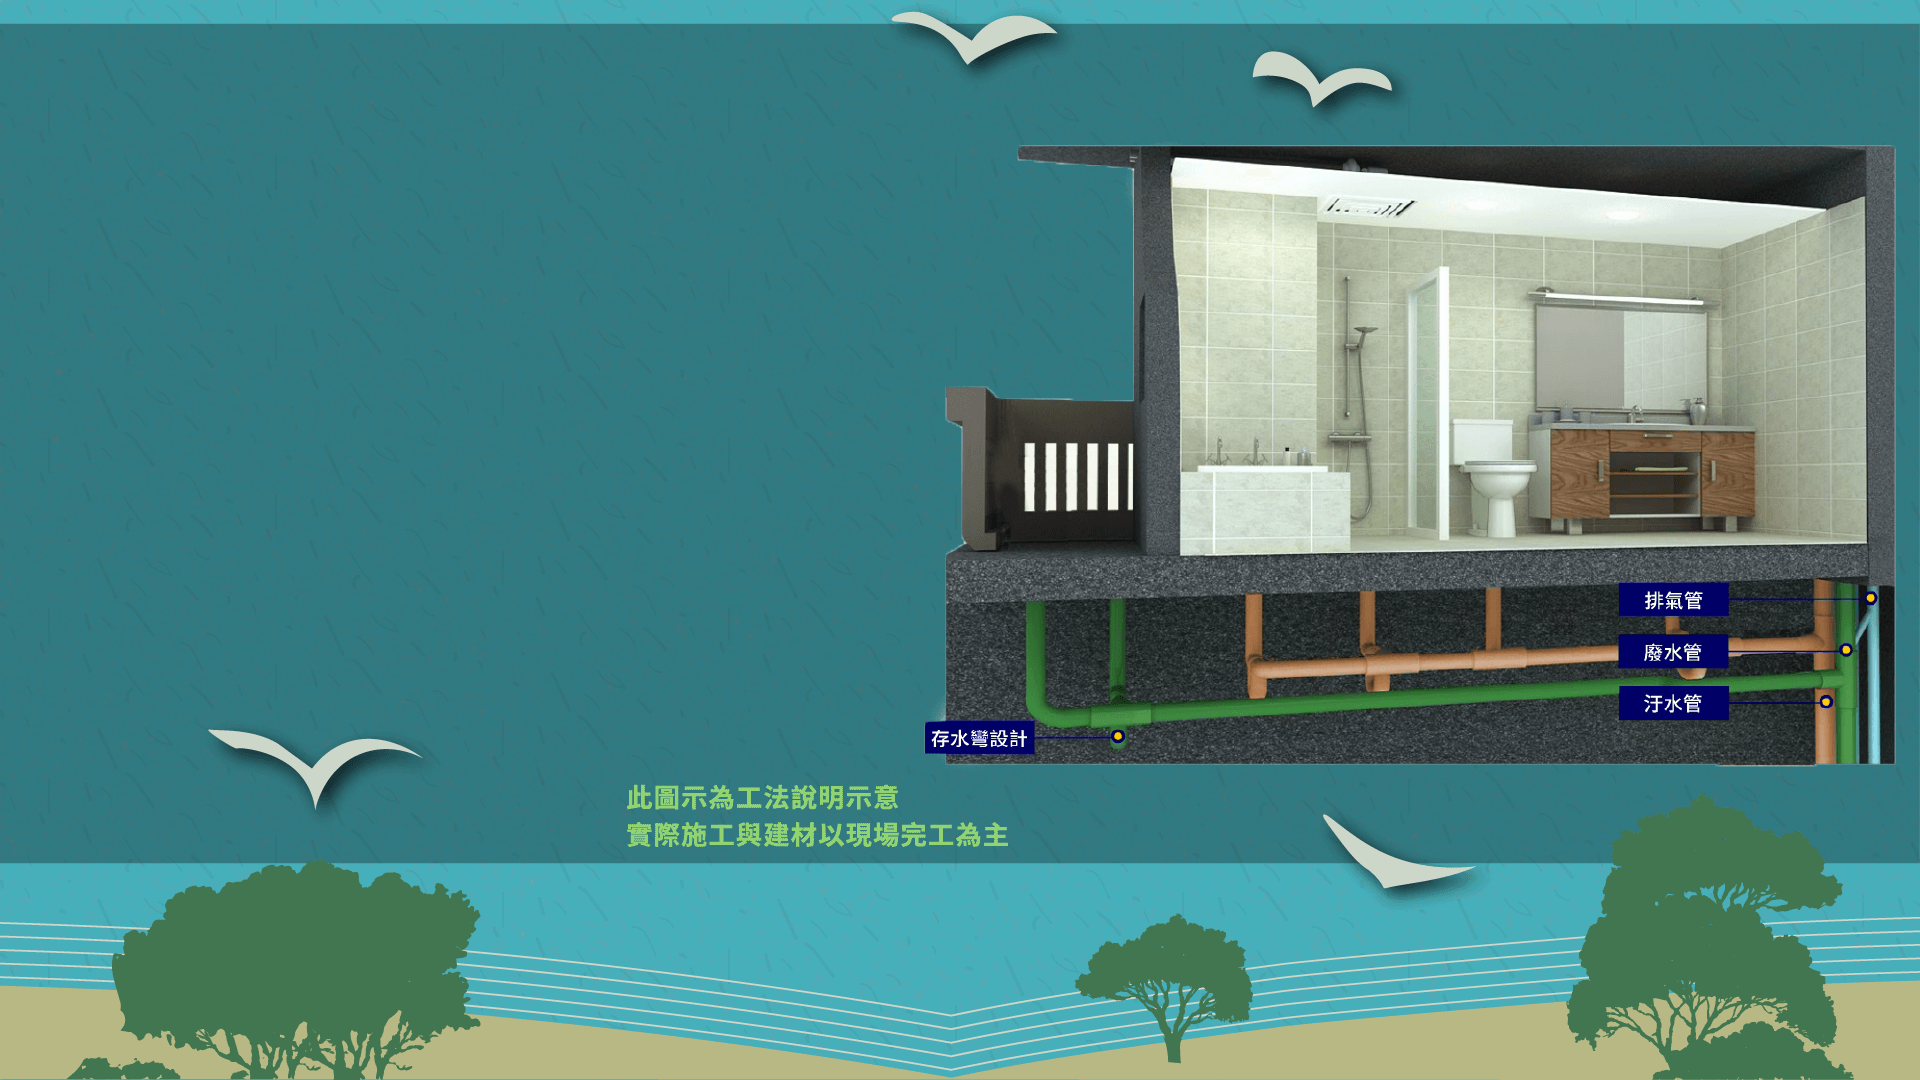 排氣管
廢水管
汙水管
存水彎設計
此圖示為工法說明示意
實際施工與建材以現場完工為主